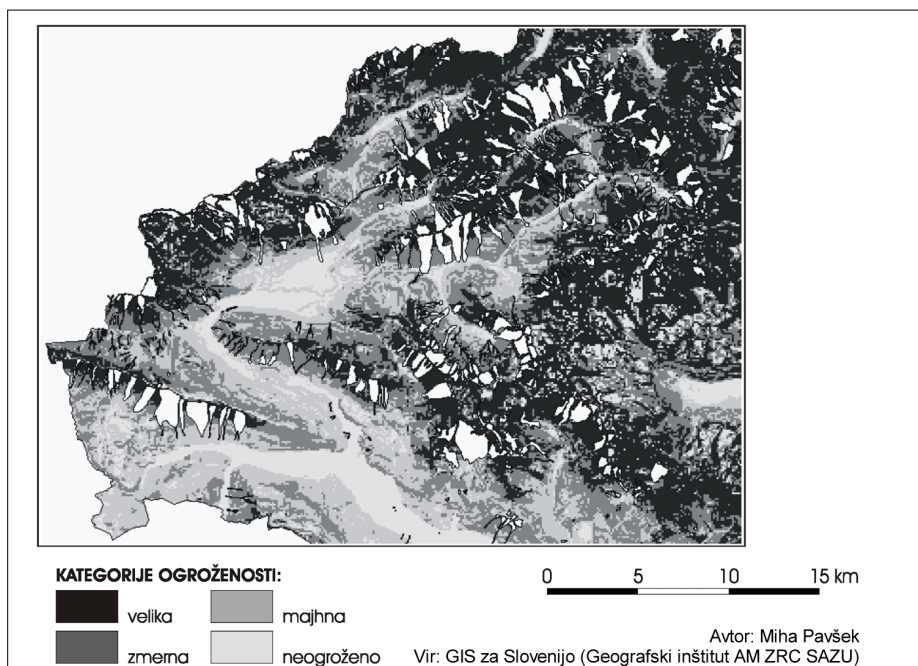 KATEGORIJE OGROŽENOSTI:
velika
majhna
zmerna
neogroženo
0 5 10 15 km
Avtor: Miha Pavšek
Vir: GIS za Slovenijo (Geografski inštitut AM ZRC SAZU)